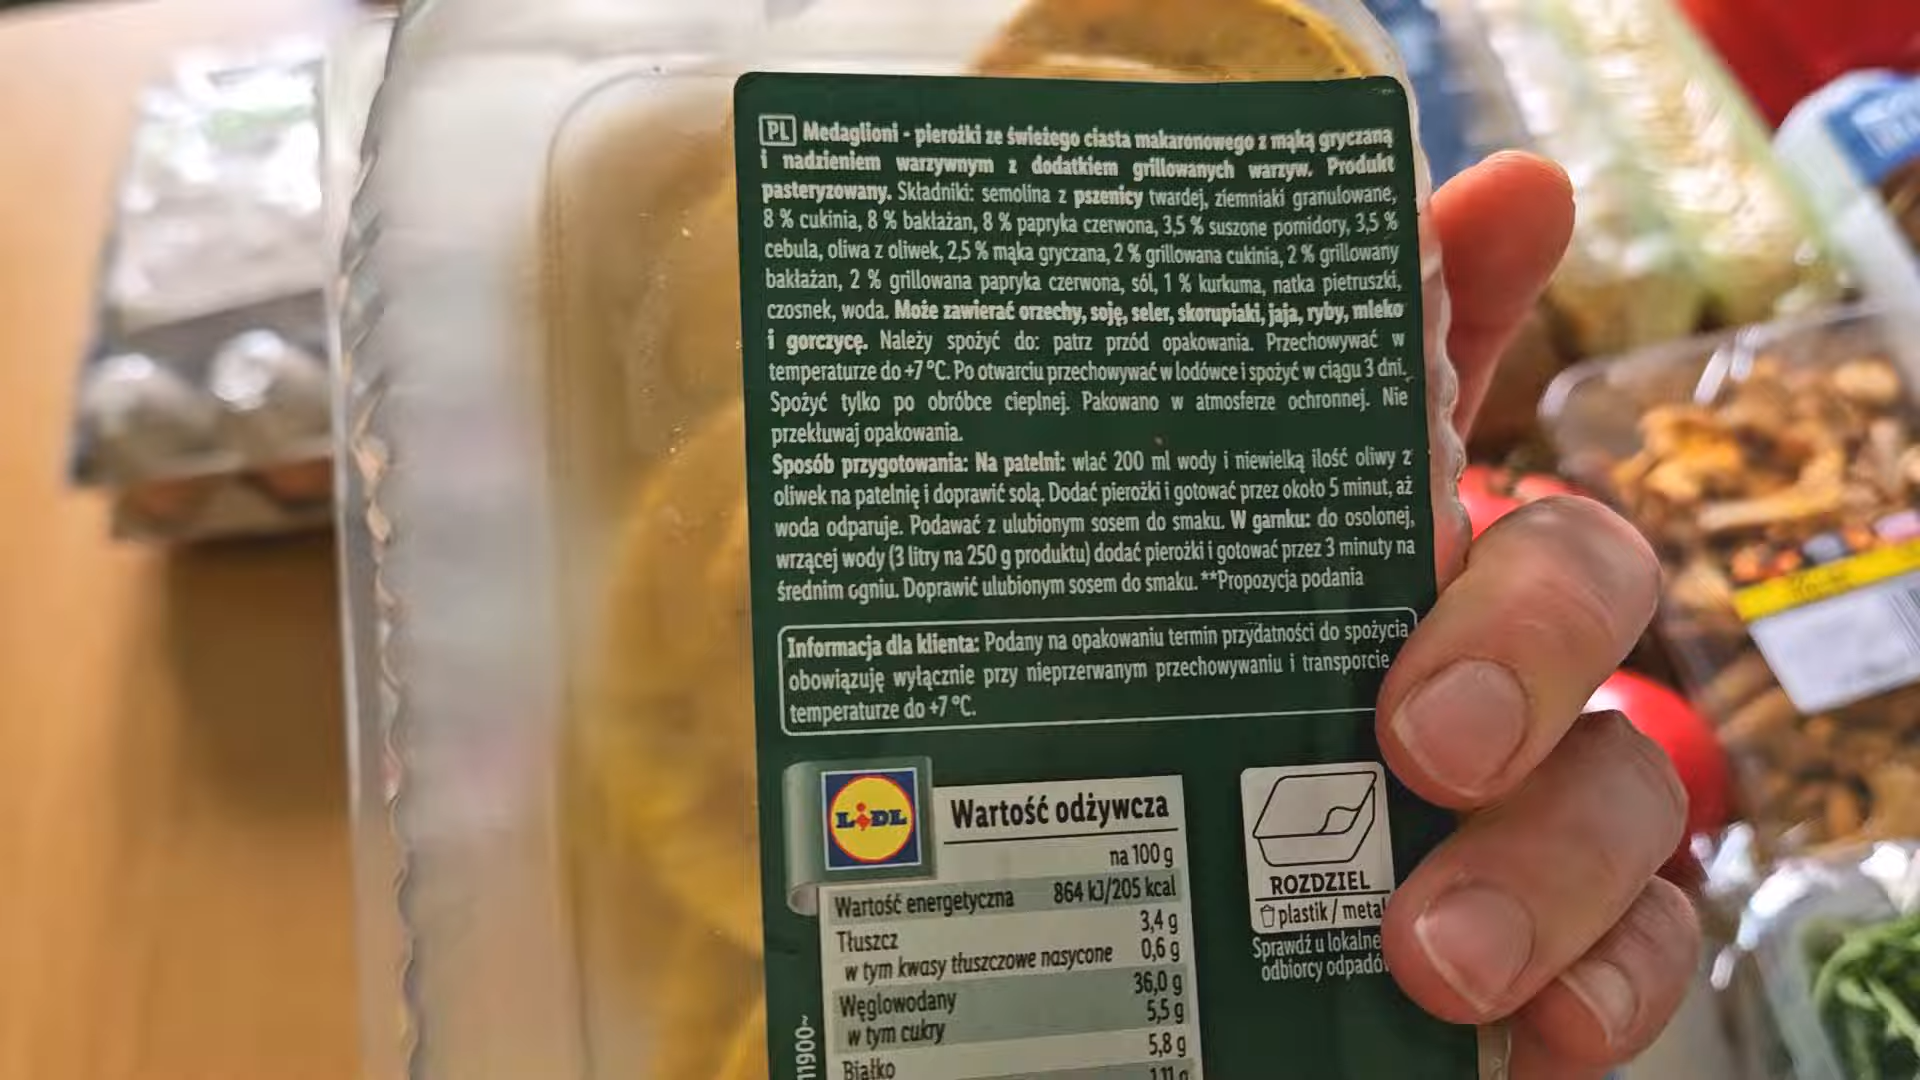 PL Medaglioni - pierożki ze świeżego ciasta makaronowego z mąką gryczaną
i nadzieniem warzywnym z dodatkiem grillowanych warzyw. Produkt
pasteryzowany. Składniki: semolina z pszenicy twardej, ziemniaki granulowane,
8 % cukinia, 8 % bakłażan, 8 % papryka czerwona, 3,5 % suszone pomidory, 3,5 %
cebula, oliwa z oliwek, 2,5 % mąka gryczana, 2 % grillowana cukinia, 2 % grillowany
bakłażan, 2 % grillowana papryka czerwona, sól, 1 % kurkuma, natka pietruszki,
czosnek, woda. Może zawierać orzechy, soję, seler, skorupiaki, jaja, ryby, mleko
i gorczycę. Należy spożyć do: patrz przód opakowania. Przechowywać w
temperaturze do +7 °C. Po otwarciu przechowywać w lodówce i spożyć w ciągu 3 dni.
Spożyć tylko po obróbce cieplnej. Pakowano w atmosferze ochronnej. Nie
przekłuwaj opakowania.
Sposób przygotowania: Na patelni: wlać 200 ml wody i niewielką ilość oliwy z
oliwek na patelnię i doprawić solą. Dodać pierożki i gotować przez około 5 minut, aż
woda odparuje. Podawać z ulubionym sosem do smaku. W garnku: do osolonej,
wrzącej wody (3 litry na 250 g produktu) dodać pierożki i gotować przez 3 minuty na
średnim ogniu. Doprawić ulubionym sosem do smaku. **Propozycja podania
Informacja dla klienta: Podany na opakowaniu termin przydatności do spożycia
obowiązuję wyłącznie przy nieprzerwanym przechowywaniu i transporcie
temperaturze do +7 °C.
LIDL
Wartość odżywcza
na 100 g
Wartość energetyczna 864 kJ/205 kcal
Tłuszcz 3,4 g
w tym kwasy tłuszczowe nasycone 0,6 g
Węglowodany 36,0 g
w tym cukry 5,5 g
Białko 5,8 g
1,11 g
ROZDZIEL
plastik / metal
Sprawdź u lokalne
odbiorcy odpadó
11900~